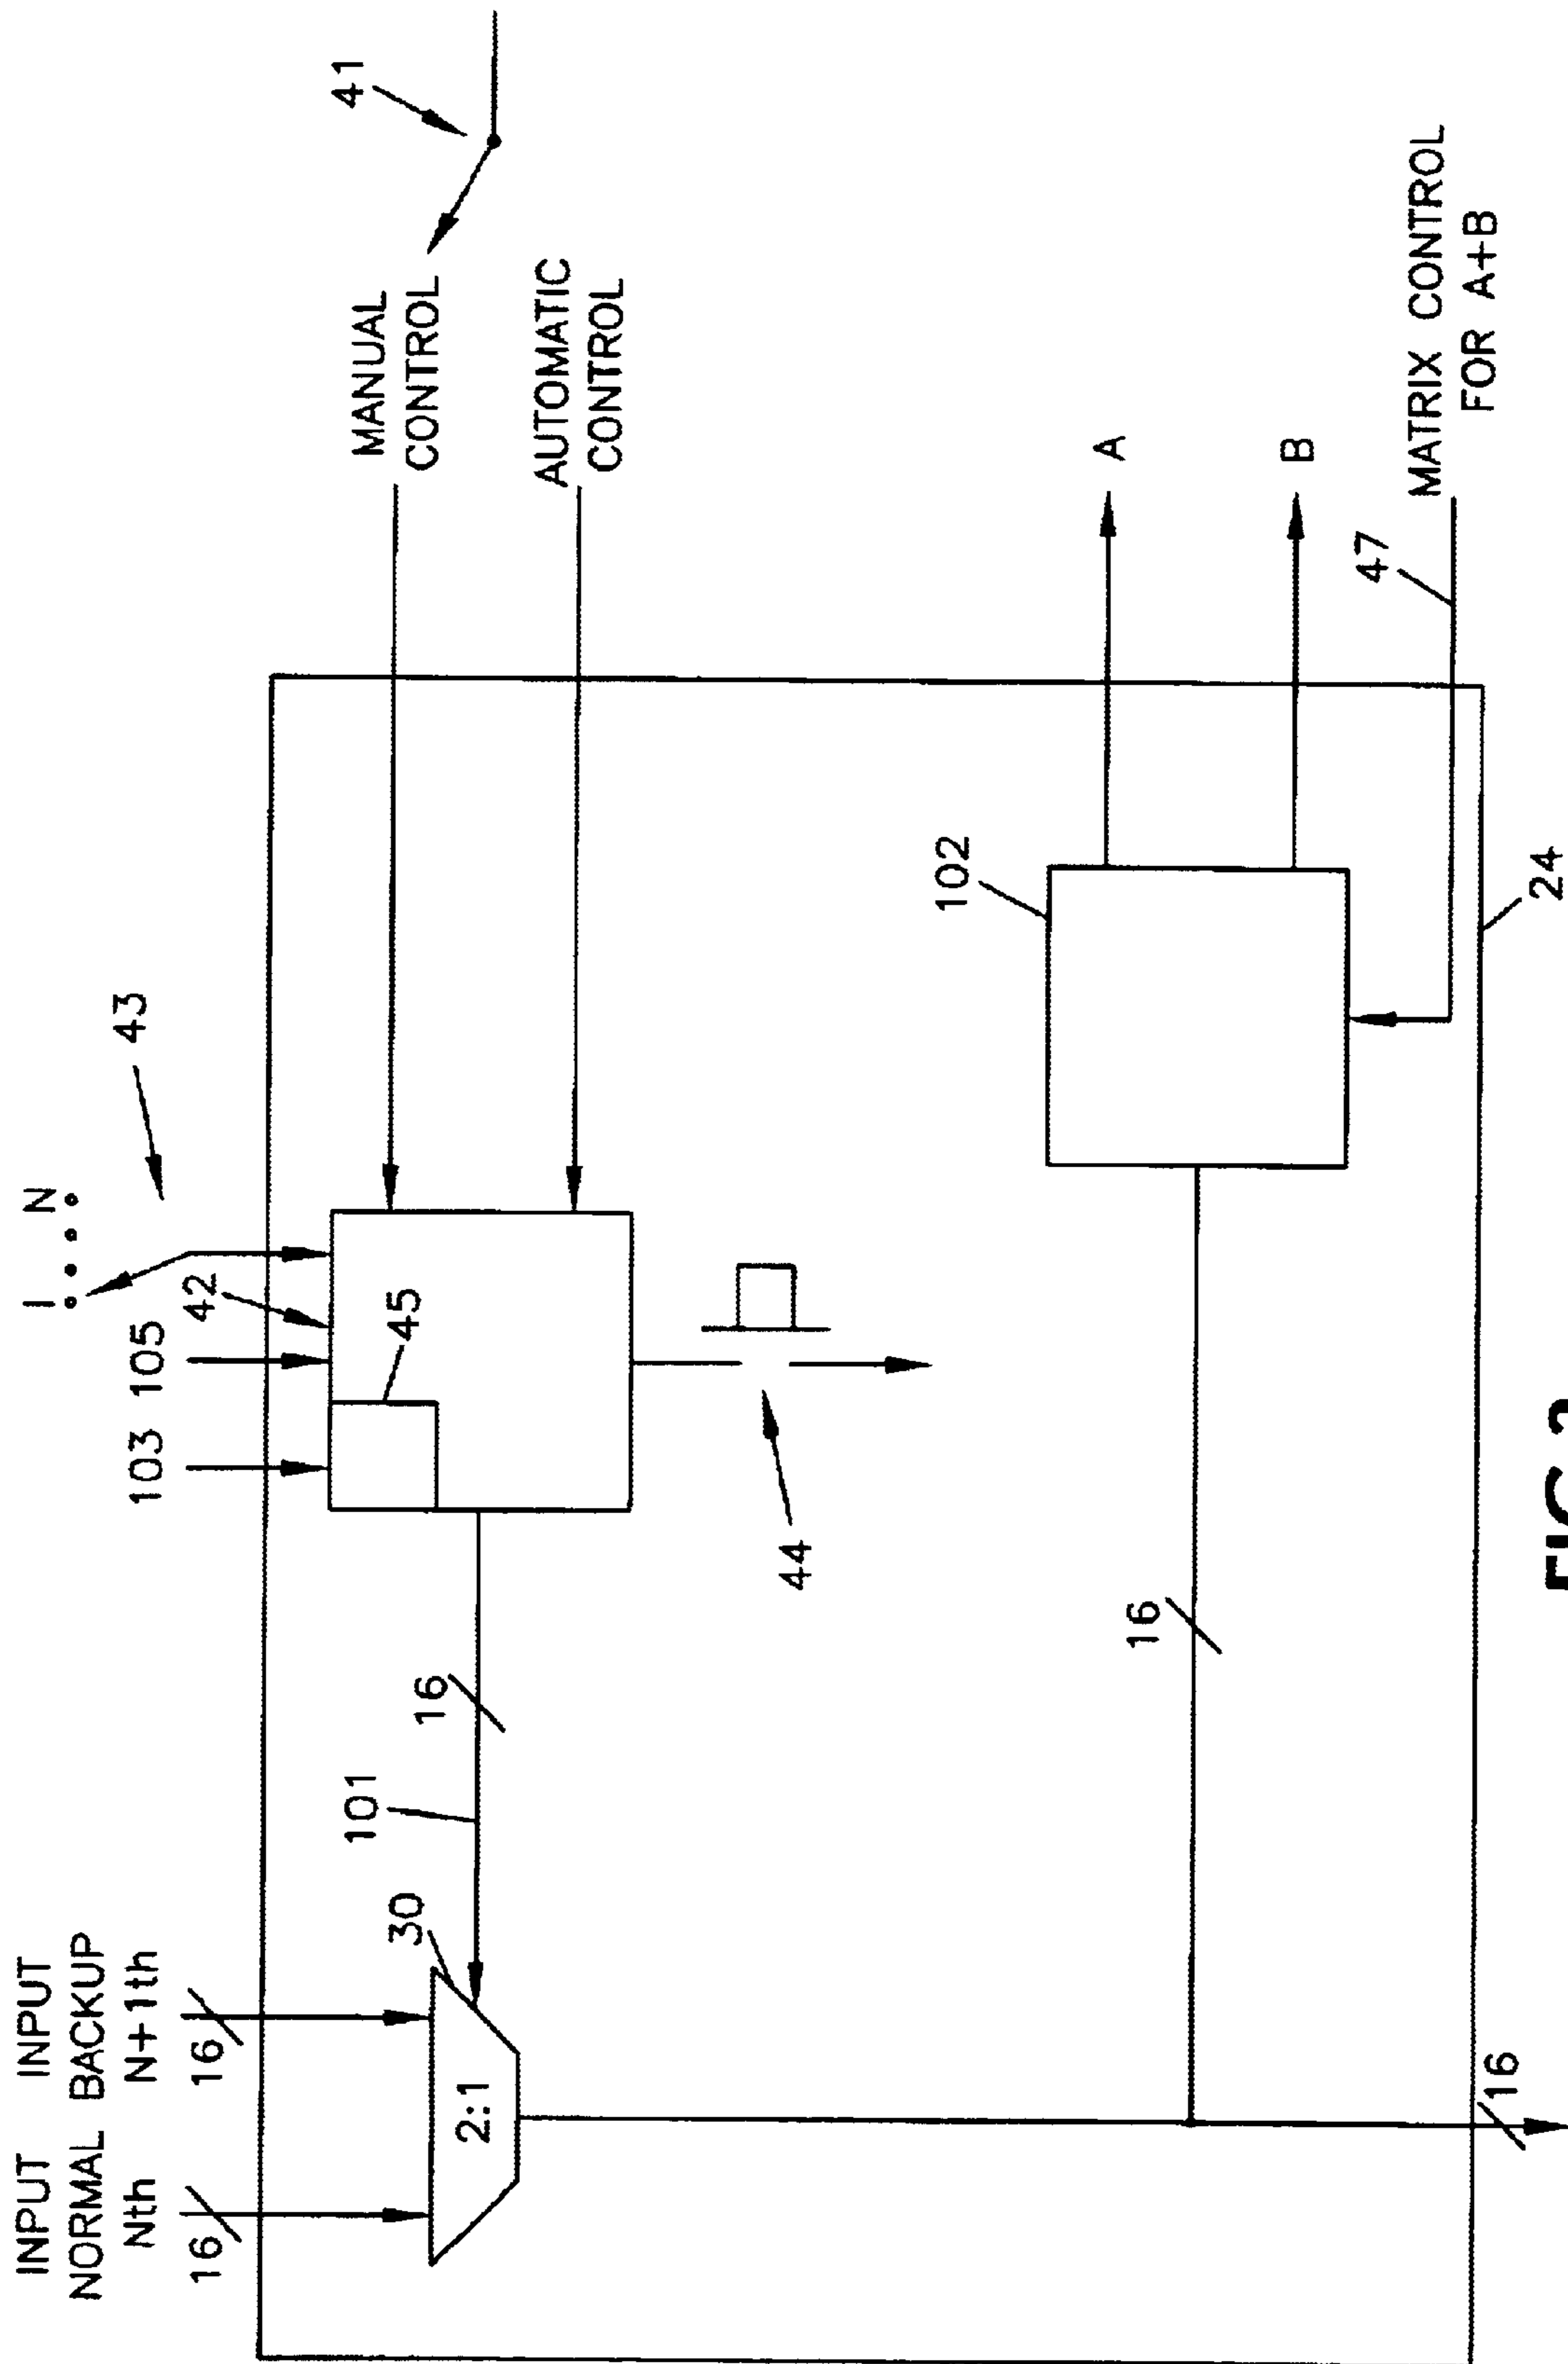 INPUT INPUT
NORMAL BACKUP
Nth N+1th
16 16
I N
103 105
42
43
41
MANUAL
CONTROL
AUTOMATIC
CONTROL
101
30
16
45
2:1
44
102
A
B
16
47
MATRIX CONTROL
FOR A+B
16
24
FIG